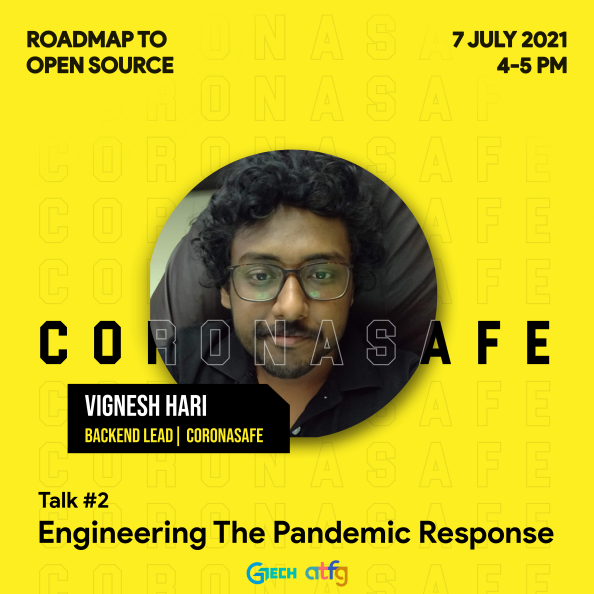 ROADMAP TO
OPEN SOURCE
7 JULY 2021
4-5 PM
CORONASAFE
VIGNESH HARI
BACKEND LEAD | CORONASAFE
Talk #2
Engineering The Pandemic Response
GTECH atfg